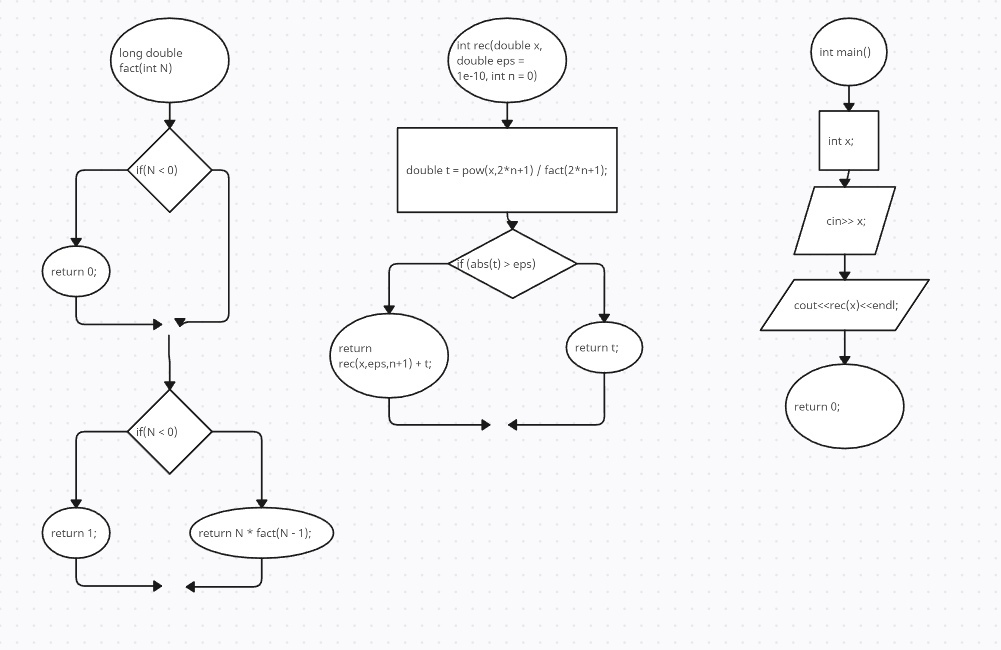 long double
fact(int N)
if(N < 0)
return 0;
if(N < 0)
return 1;
return N * fact(N - 1);
int rec(double x,
double eps =
1e-10, int n = 0)
double t = pow(x,2*n+1) / fact(2*n+1);
if (abs(t) > eps)
return
rec(x,eps,n+1) + t;
return t;
int main()
int x;
cin>> x;
cout<<rec(x)<<endl;
return 0;